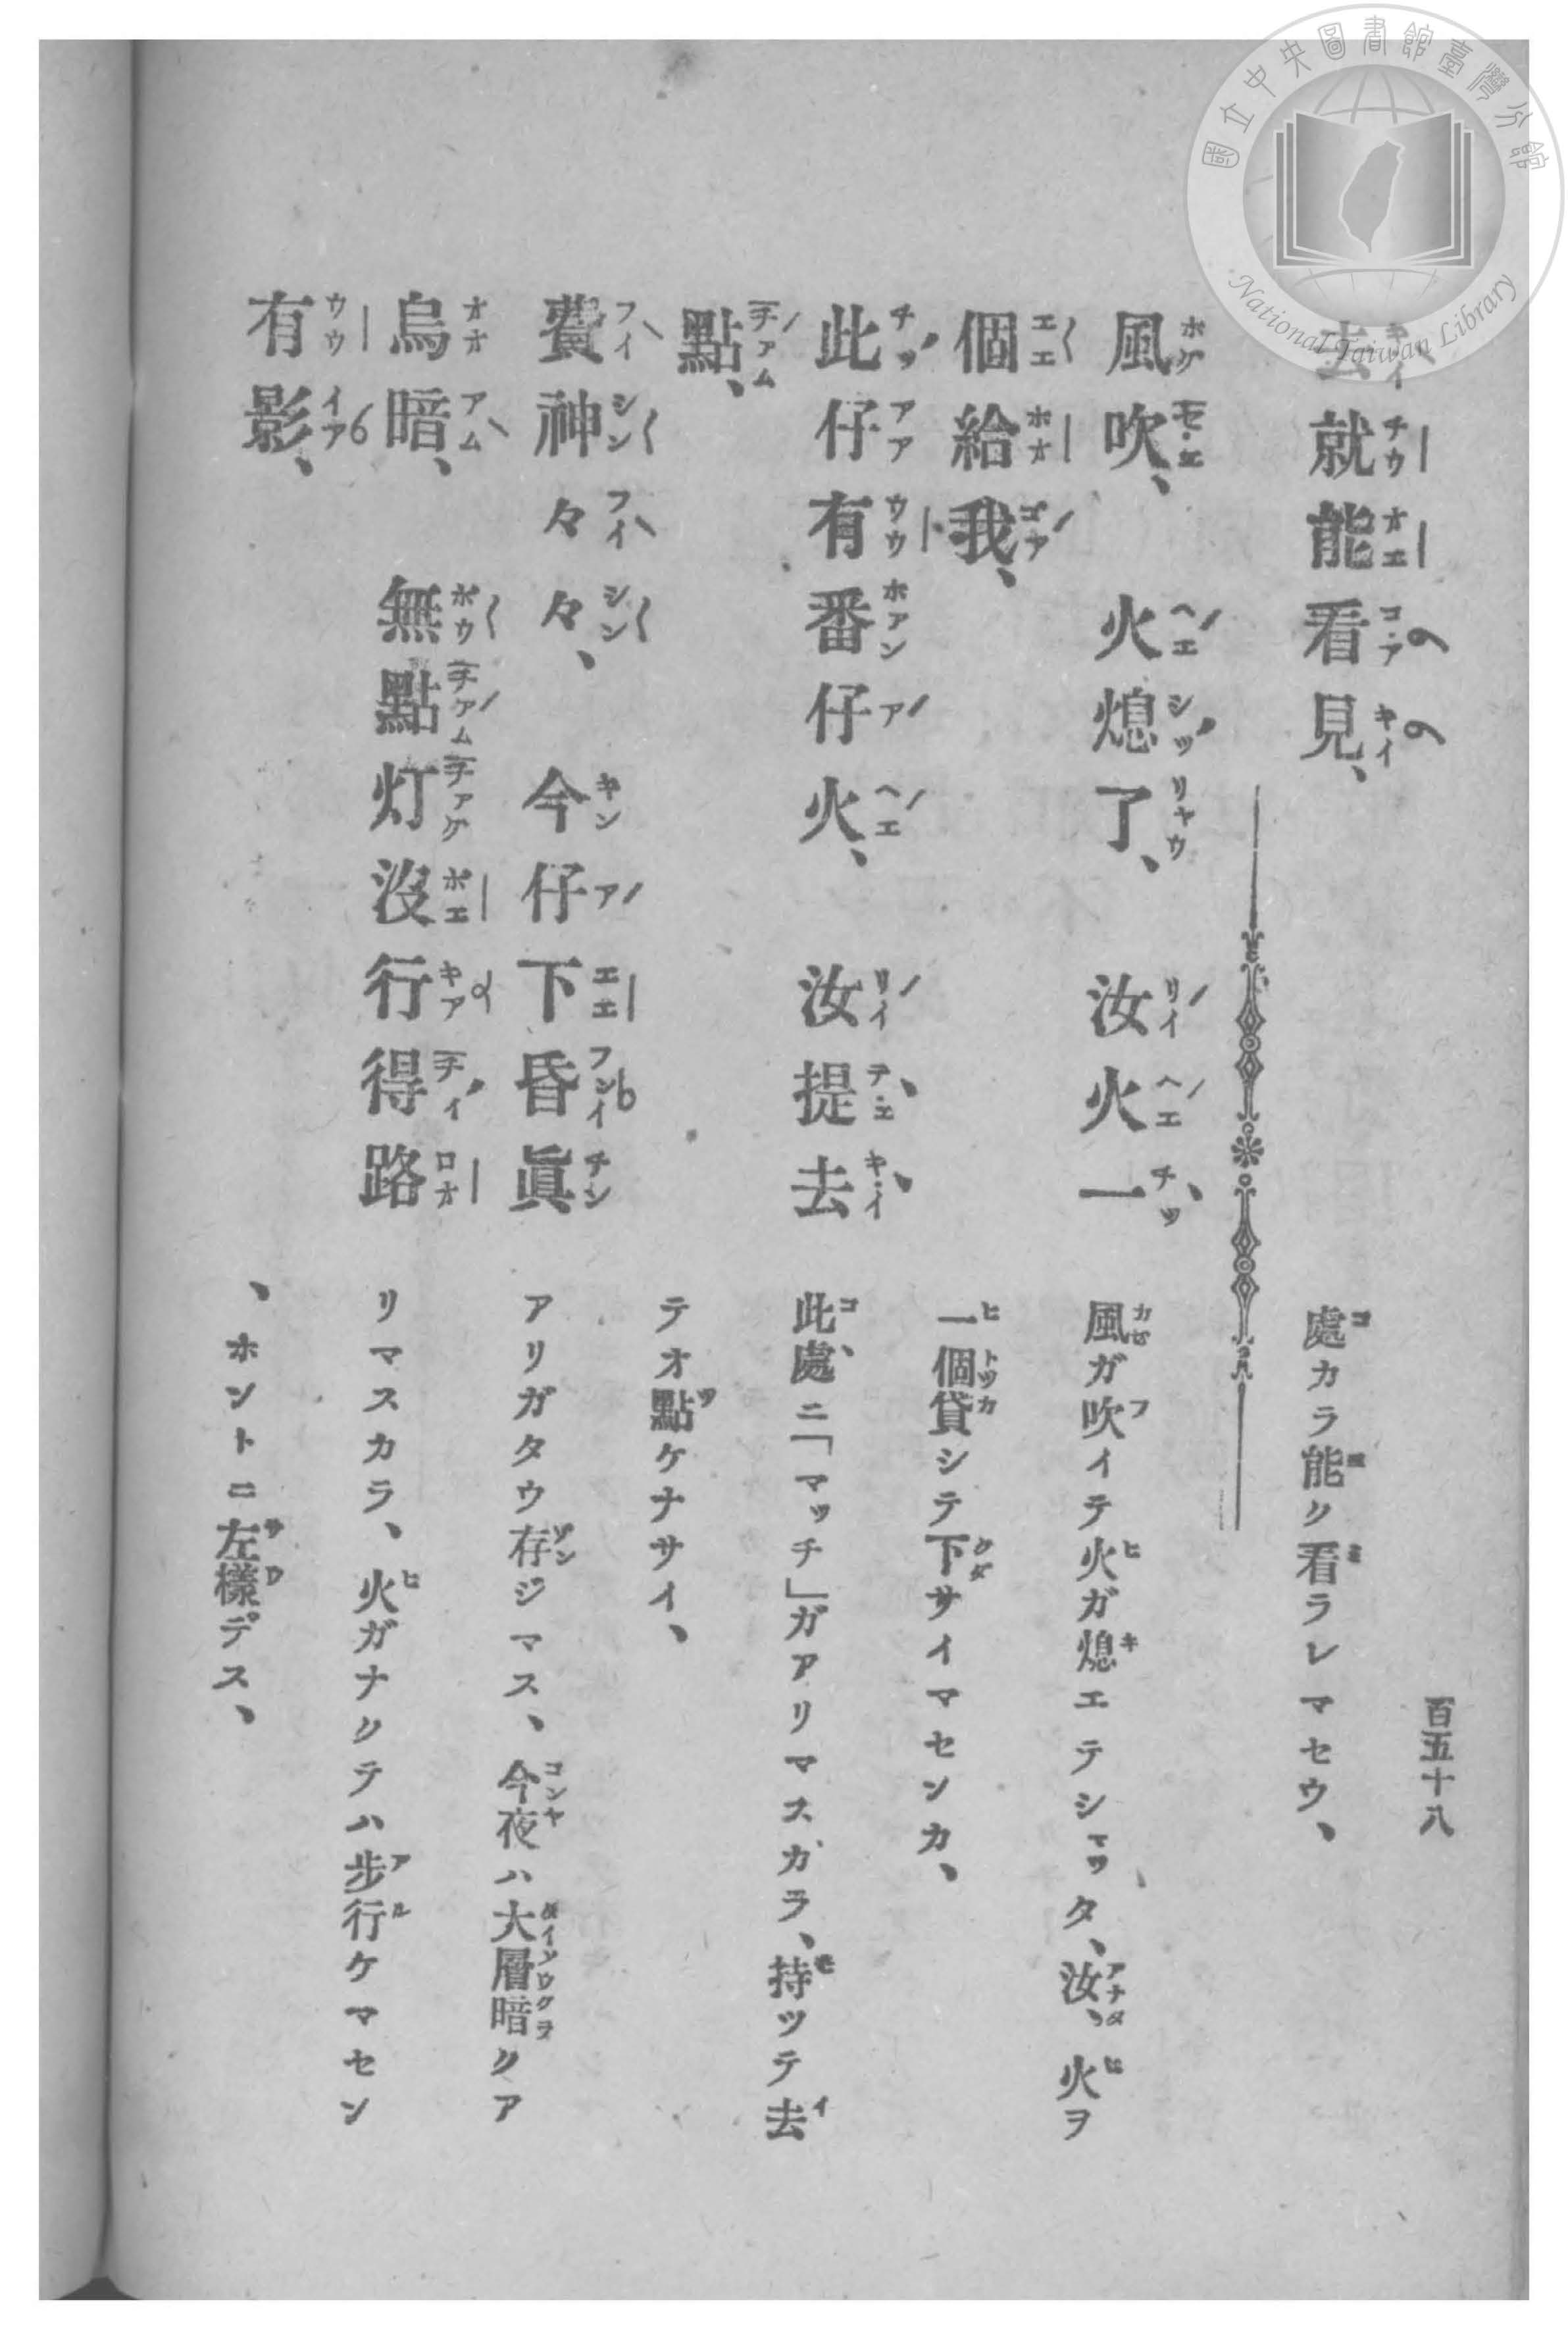 國立中央圖書館臺灣分館
National Taiwan Library
百五十八
去就能看見、
處カラ能ク看ラレマセウ、
風吹、火熄了、汝火一
風ガ吹イテ火ガ熄エテシマツタ、汝、火ヲ
個給我、
一個貸シテ下サイマセンカ、
此仔有番仔火、汝提去
此處ニ「マッチ」ガアリマスカラ、持ツテ去
點、
テオ點ケナサイ、
費神々々、今仔下昏眞
アリガタウ存ジマス、今夜ハ大層暗クア
烏暗、無點灯沒行得路
リマスカラ、火ガナクテハ步行ケマセン
有影、
、ホントニ左樣デス、